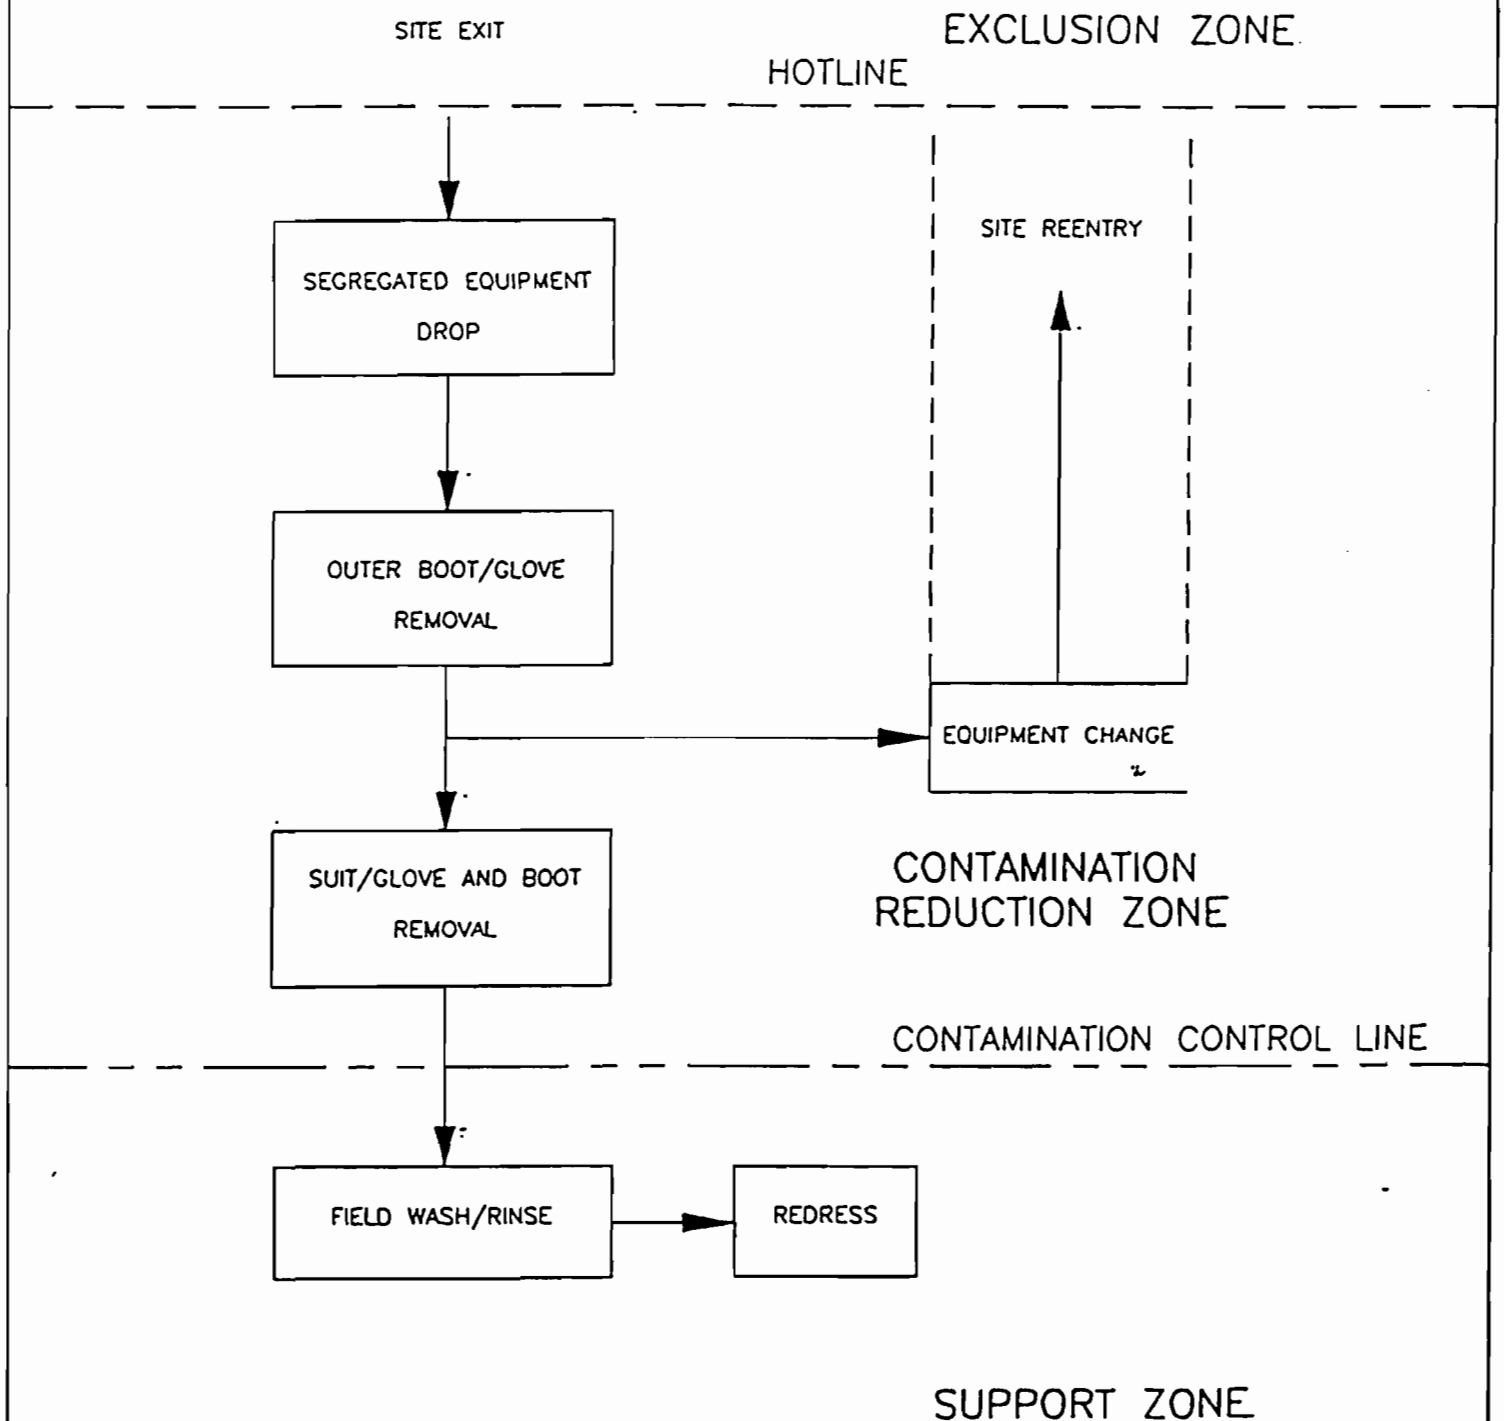 SITE EXIT
EXCLUSION ZONE
HOTLINE
SITE REENTRY
SEGREGATED EQUIPMENT
DROP
OUTER BOOT/GLOVE
REMOVAL
EQUIPMENT CHANGE
SUIT/GLOVE AND BOOT
REMOVAL
CONTAMINATION
REDUCTION ZONE
CONTAMINATION CONTROL LINE
FIELD WASH/RINSE
REDRESS
SUPPORT ZONE